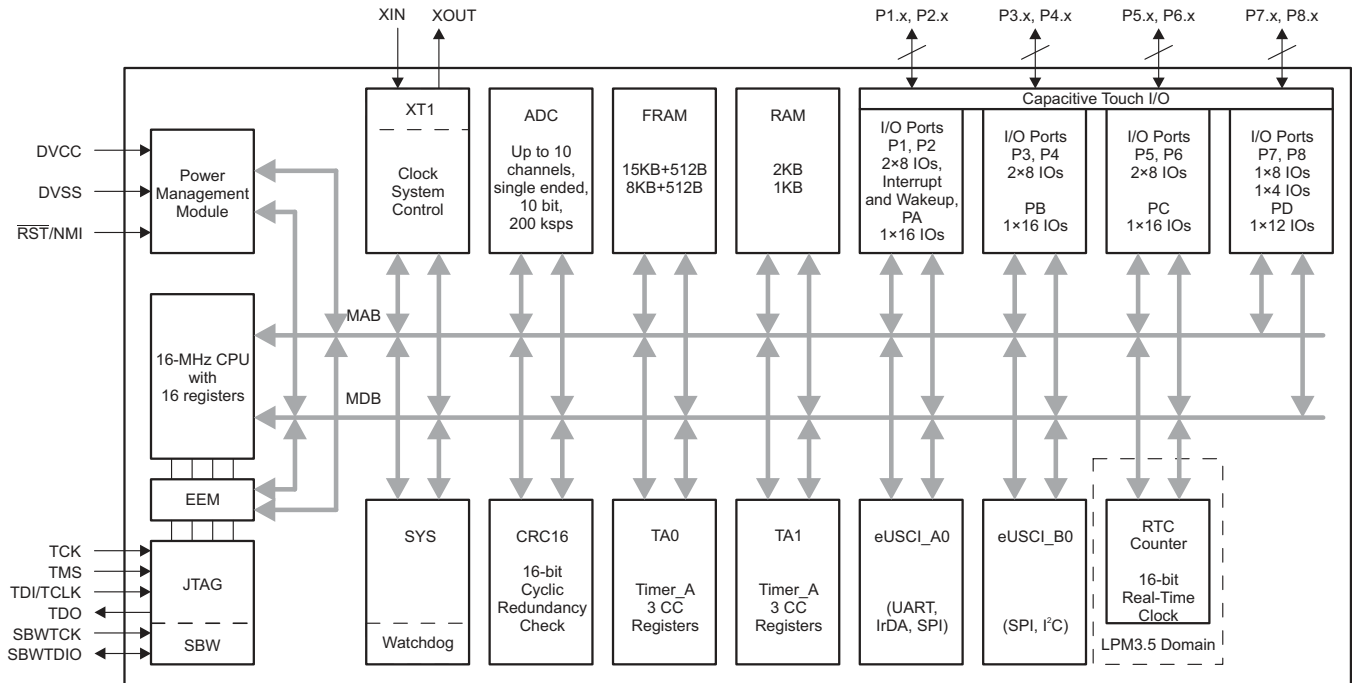 XIN
XOUT
P1.x, P2.x
P3.x, P4.x
P5.x, P6.x
P7.x, P8.x
DVCC
DVSS
RST/NMI
Power
Management
Module
XT1
Clock
System
Control
ADC
Up to 10
channels,
single ended,
10 bit,
200 ksps
FRAM
15KB+512B
8KB+512B
RAM
2KB
1KB
Capacitive Touch I/O
I/O Ports
P1, P2
2×8 IOs,
Interrupt
and Wakeup,
PA
1×16 IOs
I/O Ports
P3, P4
2×8 IOs
PB
1×16 IOs
I/O Ports
P5, P6
2×8 IOs
PC
1×16 IOs
I/O Ports
P7, P8
1×8 IOs
1×4 IOs
PD
1×12 IOs
MAB
MDB
16-MHz CPU
with
16 registers
EEM
TCK
TMS
TDI/TCLK
TDO
SBWTCK
SBWTDIO
JTAG
SBW
SYS
Watchdog
CRC16
16-bit
Cyclic
Redundancy
Check
TA0
Timer_A
3 CC
Registers
TA1
Timer_A
3 CC
Registers
eUSCI_A0
(UART,
IrDA, SPI)
eUSCI_B0
(SPI, I²C)
RTC
Counter
16-bit
Real-Time
Clock
LPM3.5 Domain